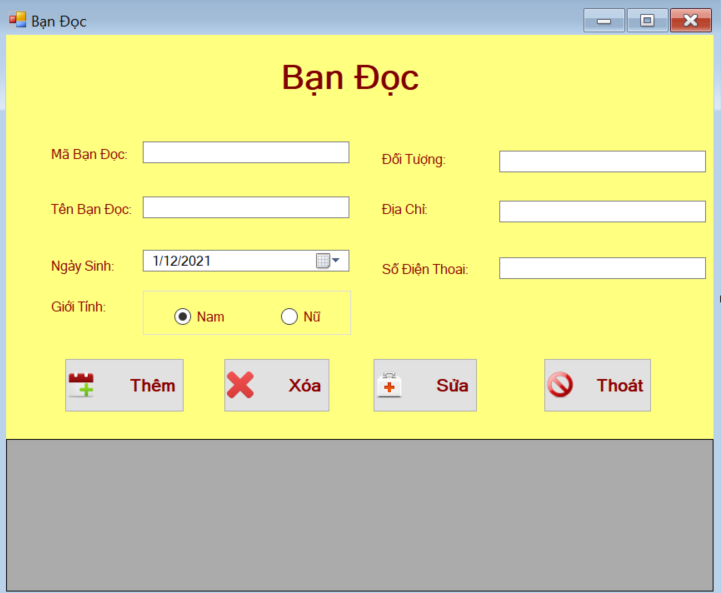 Bạn Đọc
Bạn Đọc
Mã Bạn Đọc:
Đối Tượng:
Tên Bạn Đọc:
Địa Chỉ:
Ngày Sinh: 1/12/2021
Số Điện Thoai:
Giới Tính: Nam Nữ
Thêm Xóa Sửa Thoát